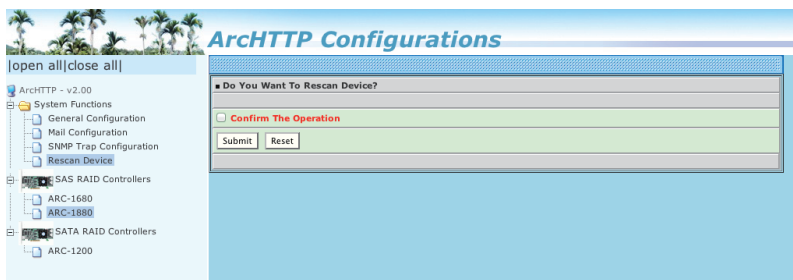 ArcHTTP Configurations
|open all|close all|
ArcHTTP - v2.00
System Functions
General Configuration
Mail Configuration
SNMP Trap Configuration
Rescan Device
SAS RAID Controllers
ARC-1680
ARC-1880
SATA RAID Controllers
ARC-1200
Do You Want To Rescan Device?
Confirm The Operation
Submit Reset